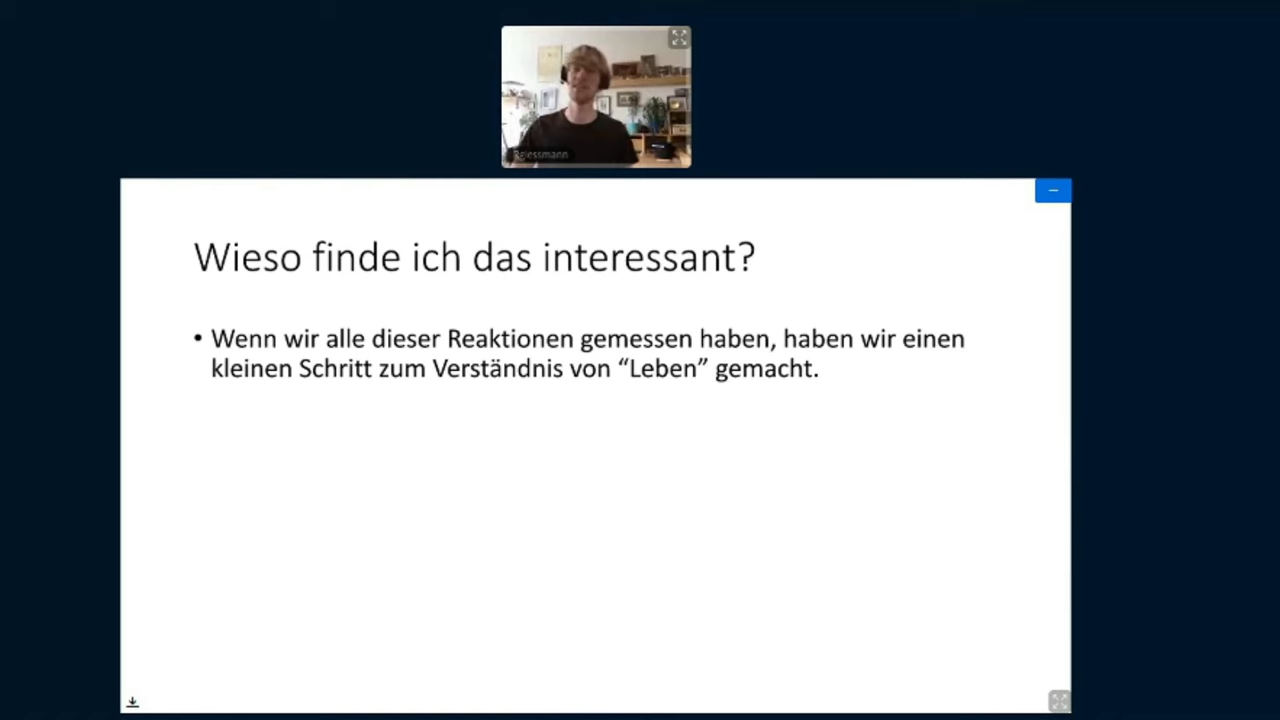 Rgiessmann
Wieso finde ich das interessant?
• Wenn wir alle dieser Reaktionen gemessen haben, haben wir einen
kleinen Schritt zum Verständnis von “Leben” gemacht.